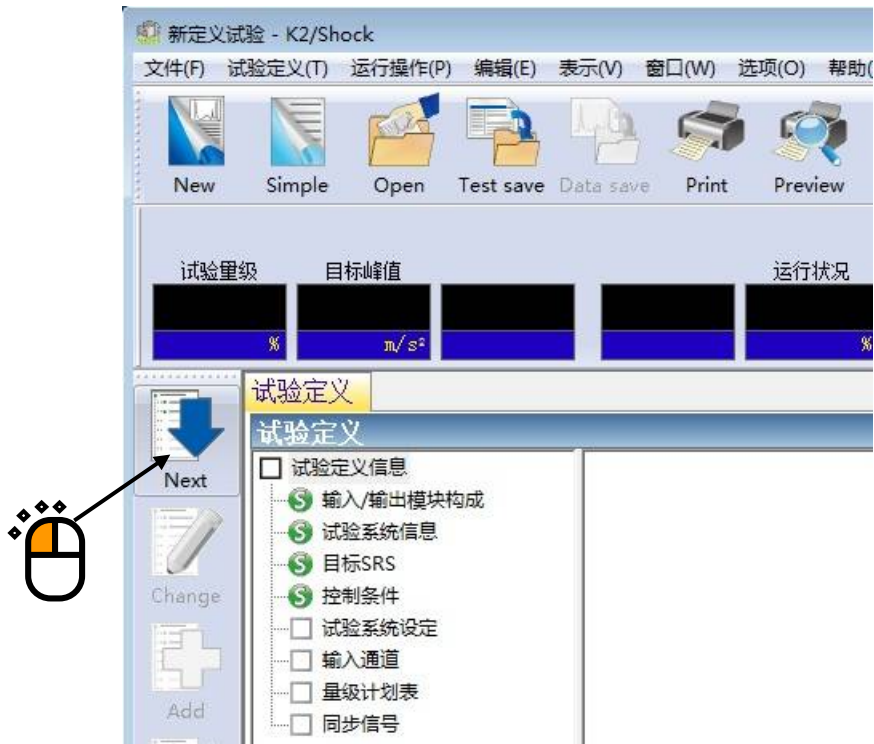 新定义试验 - K2/Shock
文件(F) 试验定义(T) 运行操作(P) 编辑(E) 表示(V) 窗口(W) 选项(O) 帮助(
New Simple Open Test save Data save Print Preview
试验量级 目标峰值 运行状况
% m/s² %
试验定义
试验定义
Next
试验定义信息
S 输入/输出模块构成
S 试验系统信息
S 目标SRS
Change
S 控制条件
试验系统设定
输入通道
量级计划表
Add
同步信号